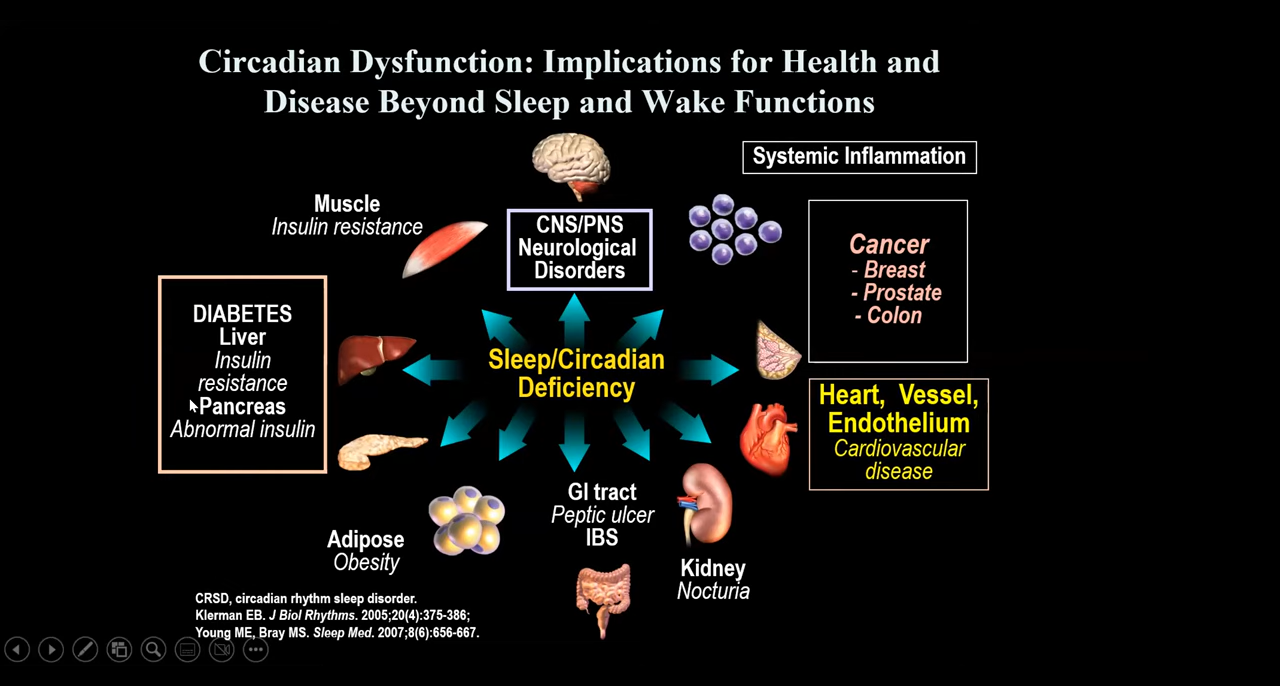 Circadian Dysfunction: Implications for Health and
Disease Beyond Sleep and Wake Functions
Systemic Inflammation
Muscle
Insulin resistance
CNS/PNS
Neurological
Disorders
Cancer
- Breast
- Prostate
- Colon
DIABETES
Liver
Insulin
resistance
Pancreas
Abnormal insulin
Sleep/Circadian
Deficiency
Heart, Vessel,
Endothelium
Cardiovascular
disease
GI tract
Peptic ulcer
IBS
Adipose
Obesity
Kidney
Nocturia
CRSD, circadian rhythm sleep disorder.
Klerman EB. J Biol Rhythms. 2005;20(4):375-386;
Young ME, Bray MS. Sleep Med. 2007;8(6):656-667.